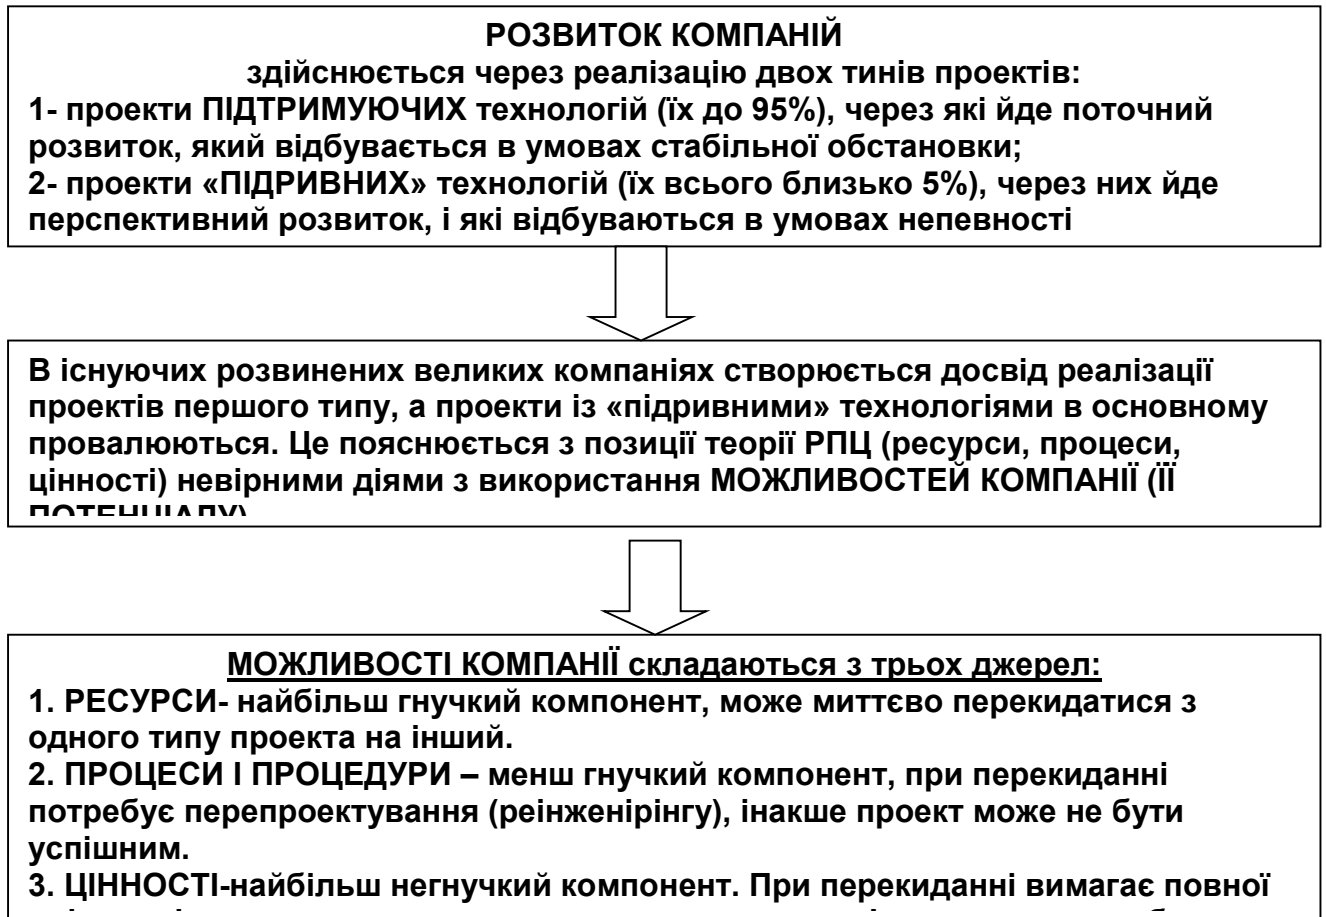 РОЗВИТОК КОМПАНІЙ
здійснюється через реалізацію двох тинів проектів:
1- проекти ПІДТРИМУЮЧИХ технологій (їх до 95%), через які йде поточний
розвиток, який відбувається в умовах стабільної обстановки;
2- проекти «ПІДРИВНИХ» технологій (їх всього близько 5%), через них йде
перспективний розвиток, і які відбуваються в умовах непевності
В існуючих розвинених великих компаніях створюється досвід реалізації
проектів першого типу, а проекти із «підривними» технологіями в основному
провалюються. Це пояснюється з позиції теорії РПЦ (ресурси, процеси,
цінності) невірними діями з використання МОЖЛИВОСТЕЙ КОМПАНІЇ (ЇЇ
ПОТЕНЦІАЛУ)
МОЖЛИВОСТІ КОМПАНІЇ складаються з трьох джерел:
1. РЕСУРСИ- найбільш гнучкий компонент, може миттєво перекидатися з
одного типу проекта на інший.
2. ПРОЦЕСИ І ПРОЦЕДУРИ – менш гнучкий компонент, при перекиданні
потребує перепроектування (реінженірінгу), інакше проект може не бути
успішним.
3. ЦІННОСТІ-найбільш негнучкий компонент. При перекиданні вимагає повної